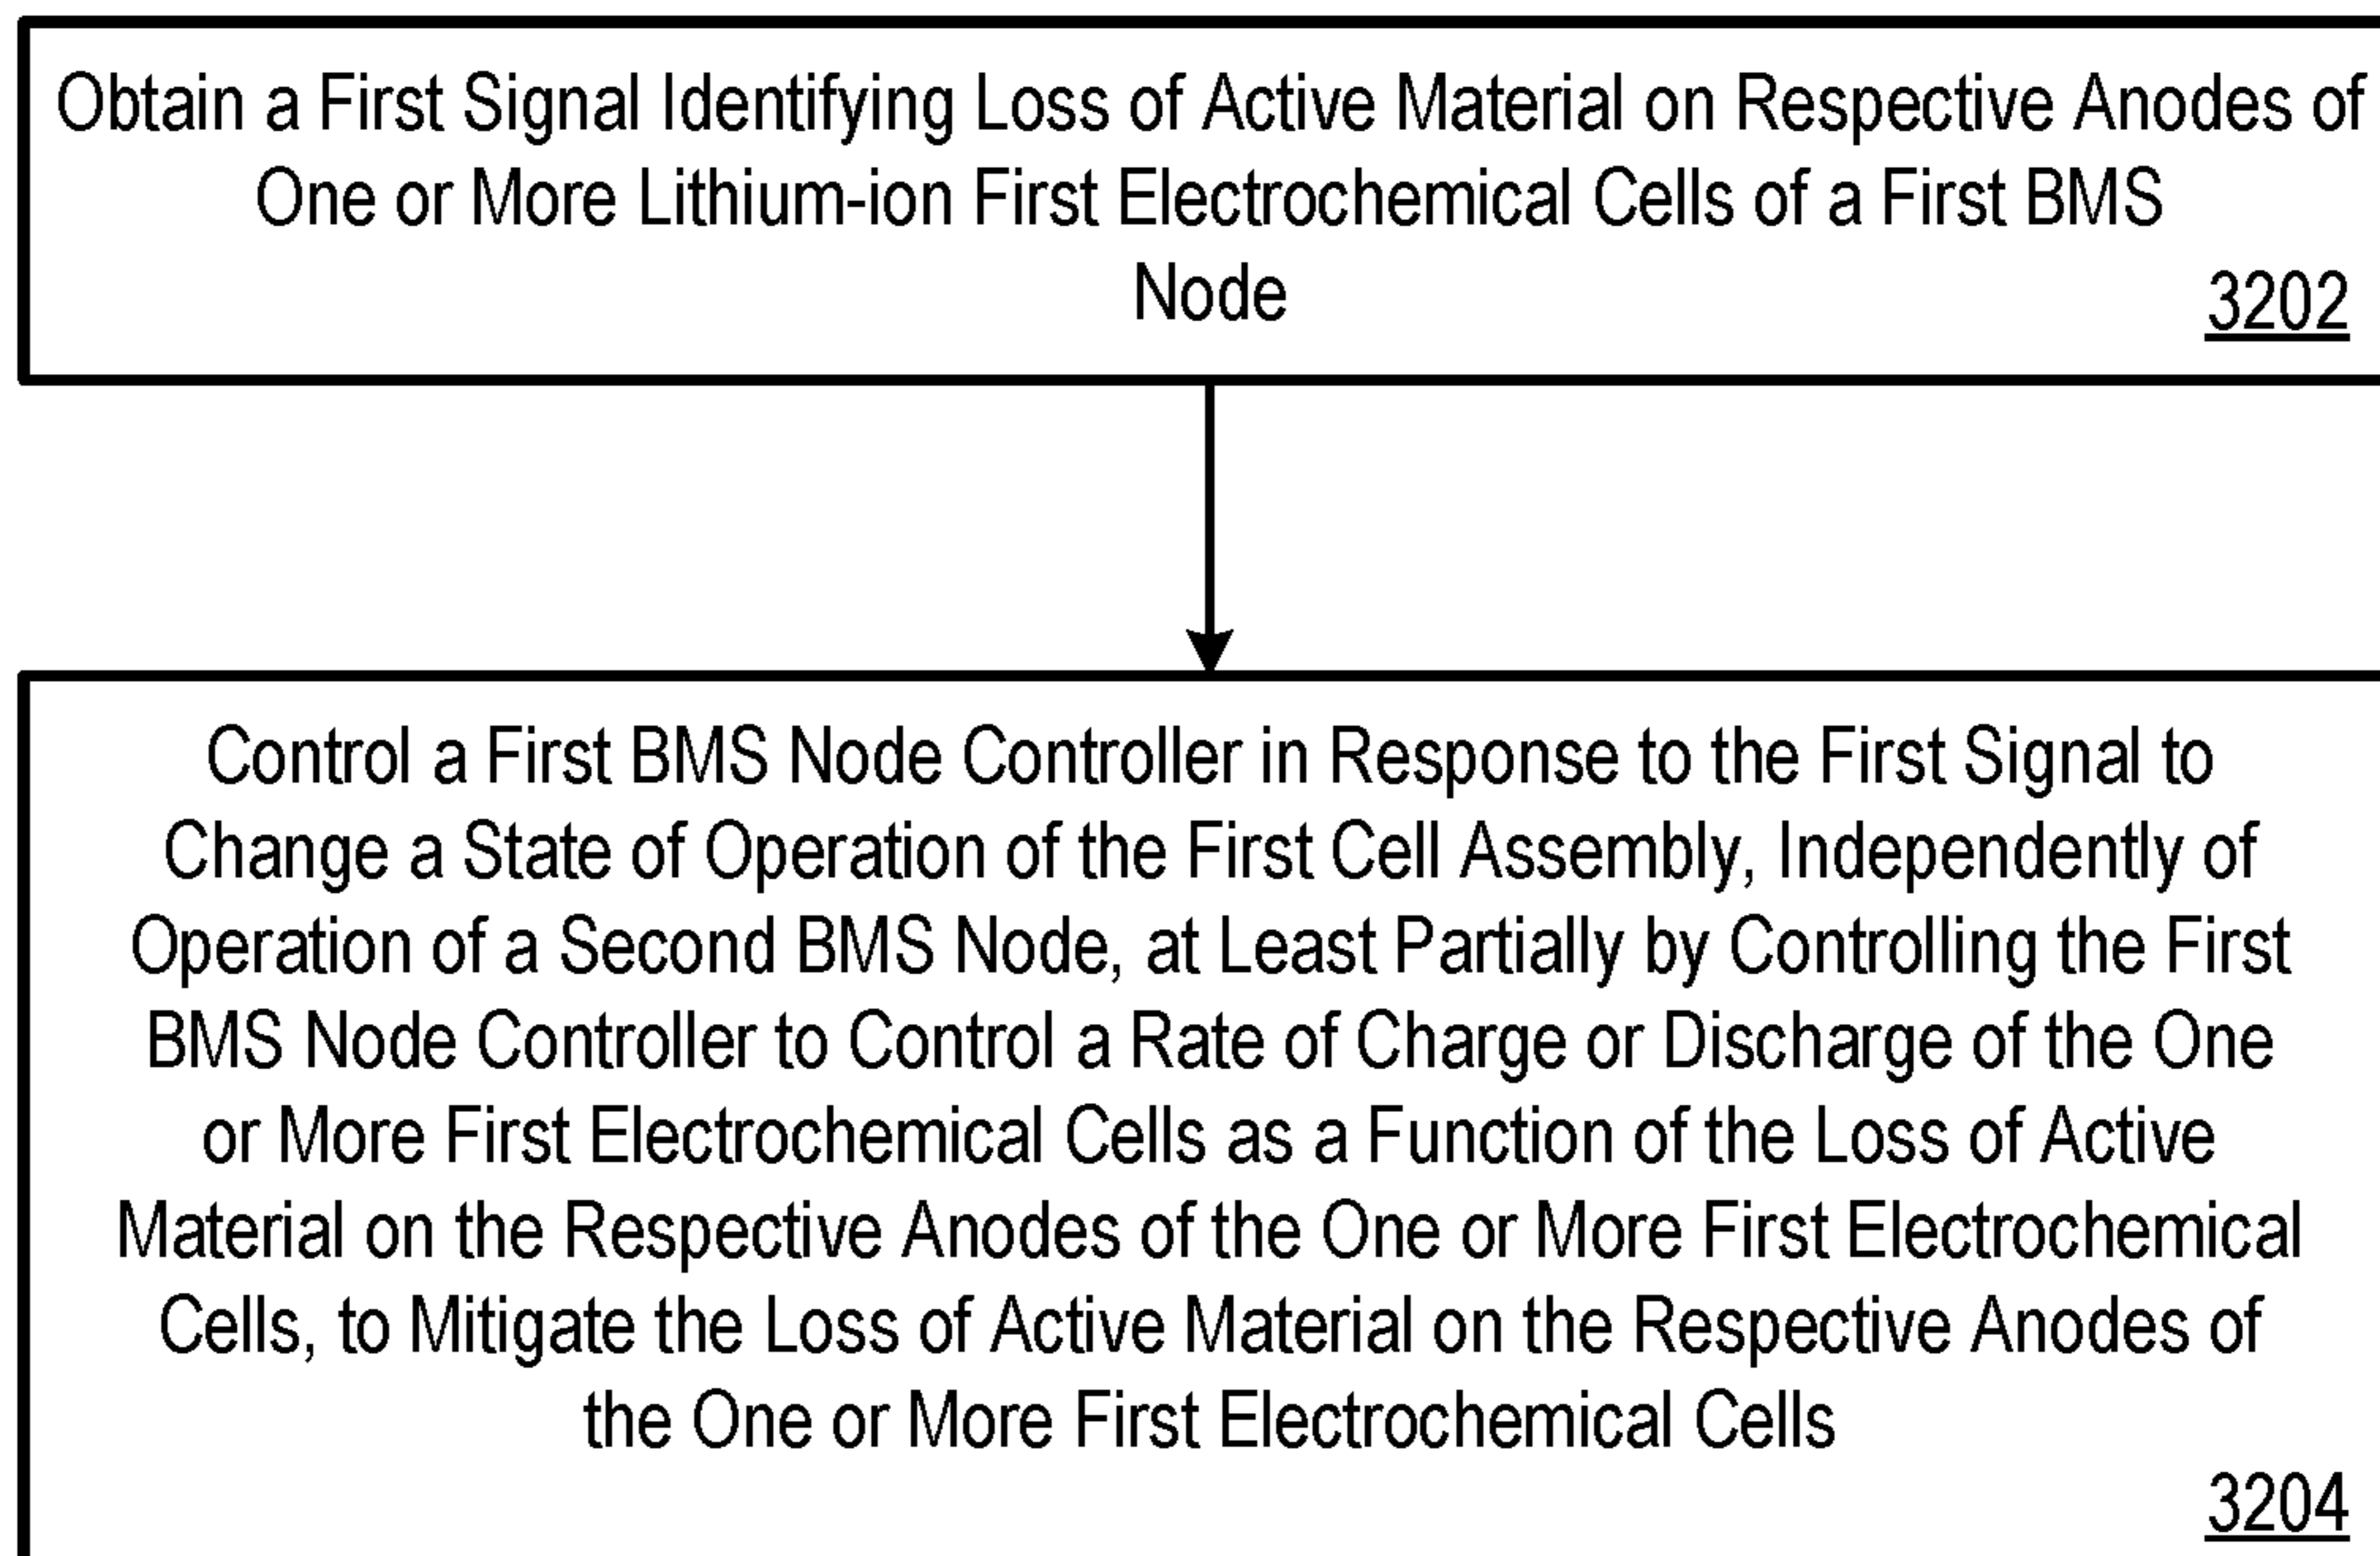 Obtain a First Signal Identifying Loss of Active Material on Respective Anodes of
One or More Lithium-ion First Electrochemical Cells of a First BMS
Node
3202
Control a First BMS Node Controller in Response to the First Signal to
Change a State of Operation of the First Cell Assembly, Independently of
Operation of a Second BMS Node, at Least Partially by Controlling the First
BMS Node Controller to Control a Rate of Charge or Discharge of the One
or More First Electrochemical Cells as a Function of the Loss of Active
Material on the Respective Anodes of the One or More First Electrochemical
Cells, to Mitigate the Loss of Active Material on the Respective Anodes of
the One or More First Electrochemical Cells
3204